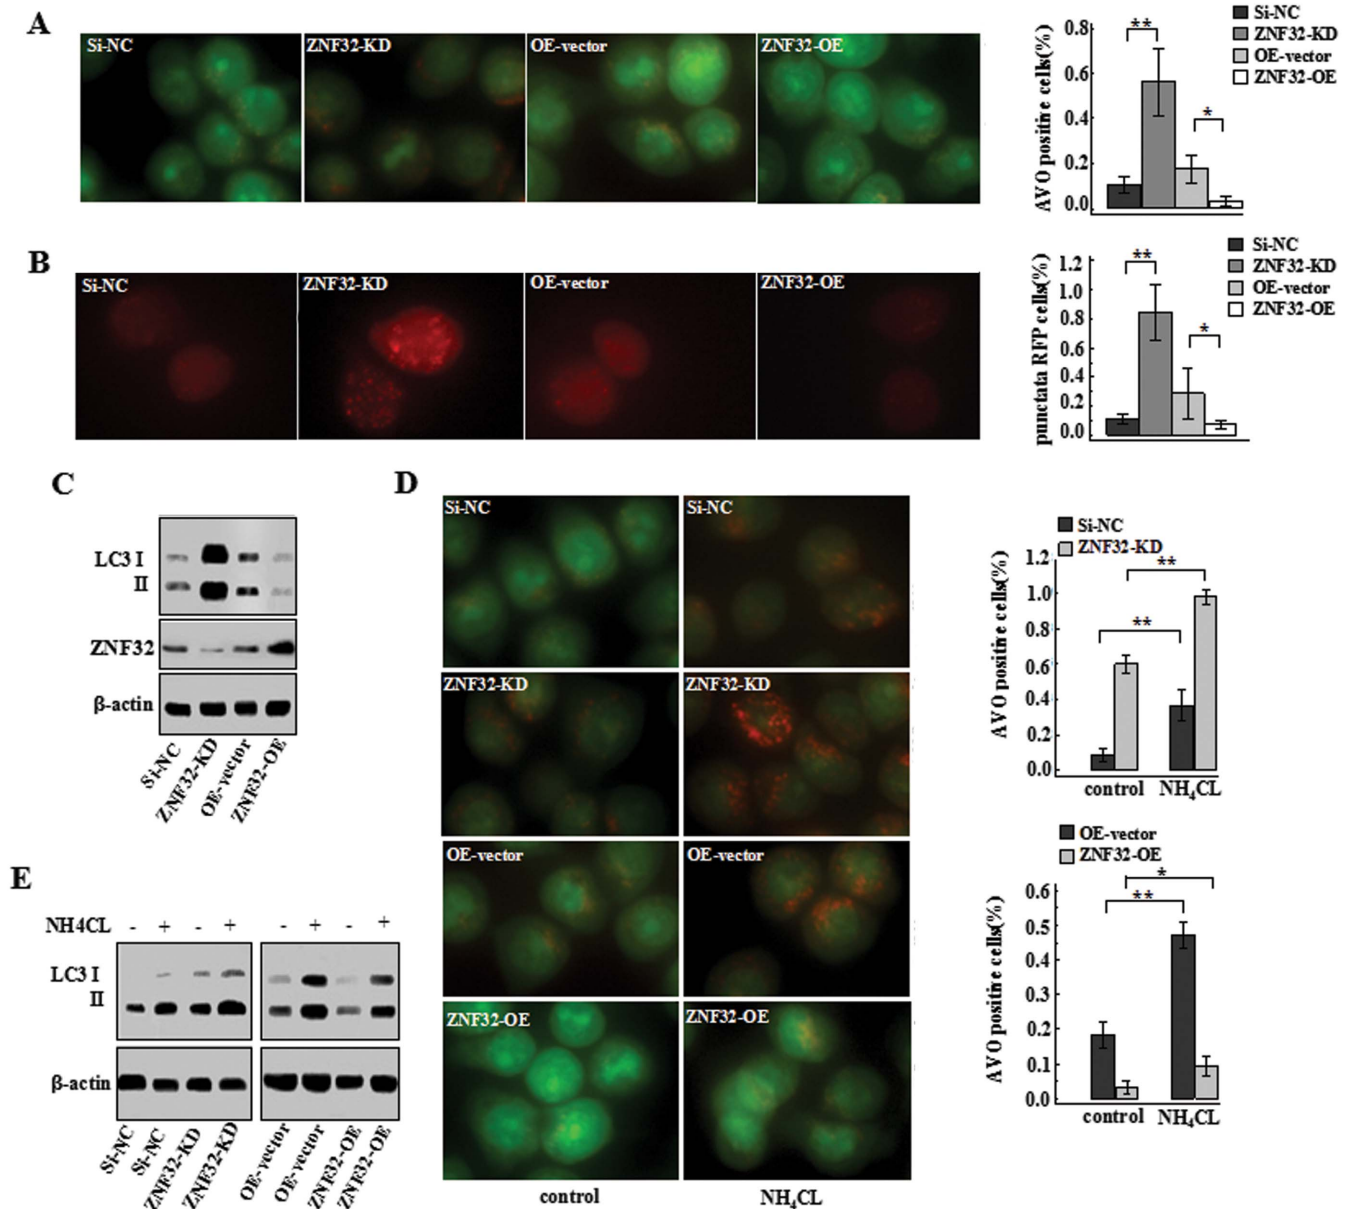 A
Si-NC
ZNF32-KD
OE-vector
ZNF32-OE
AVO positive cells(%)
0.8
0.6
0.4
0.2
0.0
**
*
Si-NC
ZNF32-KD
OE-vector
ZNF32-OE
B
Si-NC
ZNF32-KD
OE-vector
ZNF32-OE
punctata RFP cells(%)
1.2
1.0
0.8
0.6
0.4
0.2
0.0
**
*
Si-NC
ZNF32-KD
OE-vector
ZNF32-OE
C
LC3 I
II
ZNF32
β-actin
Si-NC
ZNF32-KD
OE-vector
ZNF32-OE
D
Si-NC
Si-NC
ZNF32-KD
ZNF32-KD
OE-vector
OE-vector
ZNF32-OE
ZNF32-OE
control
NH₄CL
Si-NC
ZNF32-KD
AVO positive cells(%)
1.2
1.0
0.8
0.6
0.4
0.2
0.0
**
**
control
NH₄CL
OE-vector
ZNF32-OE
AVO positive cells(%)
0.6
0.5
0.4
0.3
0.2
0.1
0.0
*
**
control
NH₄CL
E
NH4CL - + - + - + - +
LC3 I
II
β-actin
Si-NC
Si-NC
ZNF32-KD
ZNF32-KD
OE-vector
OE-vector
ZNF32-OE
ZNF32-OE